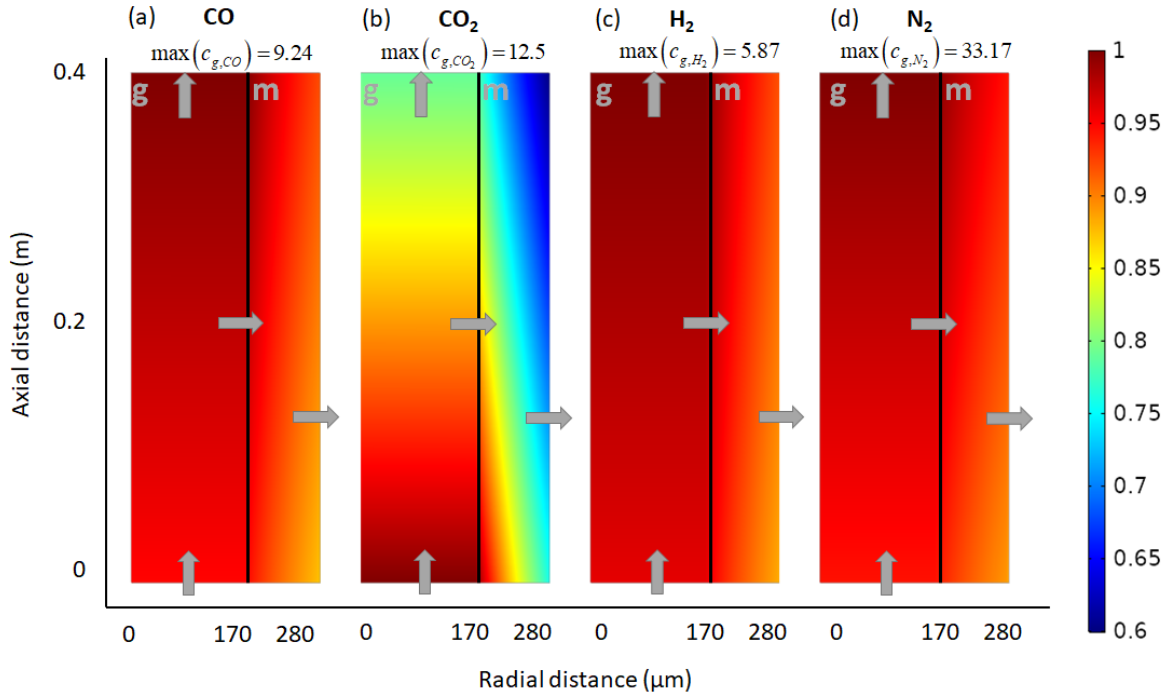 (a) CO (b) CO₂ (c) H₂ (d) N₂
max(c_g,CO) = 9.24 max(c_g,CO₂) = 12.5 max(c_g,H₂) = 5.87 max(c_g,N₂) = 33.17
0.4 g m g m g m g m 1
0.95
0.9
0.85
0.2 0.8
0.75
0.7
0.65
0 0.6
Axial distance (m)
0 170 280 0 170 280 0 170 280 0 170 280
Radial distance (µm)